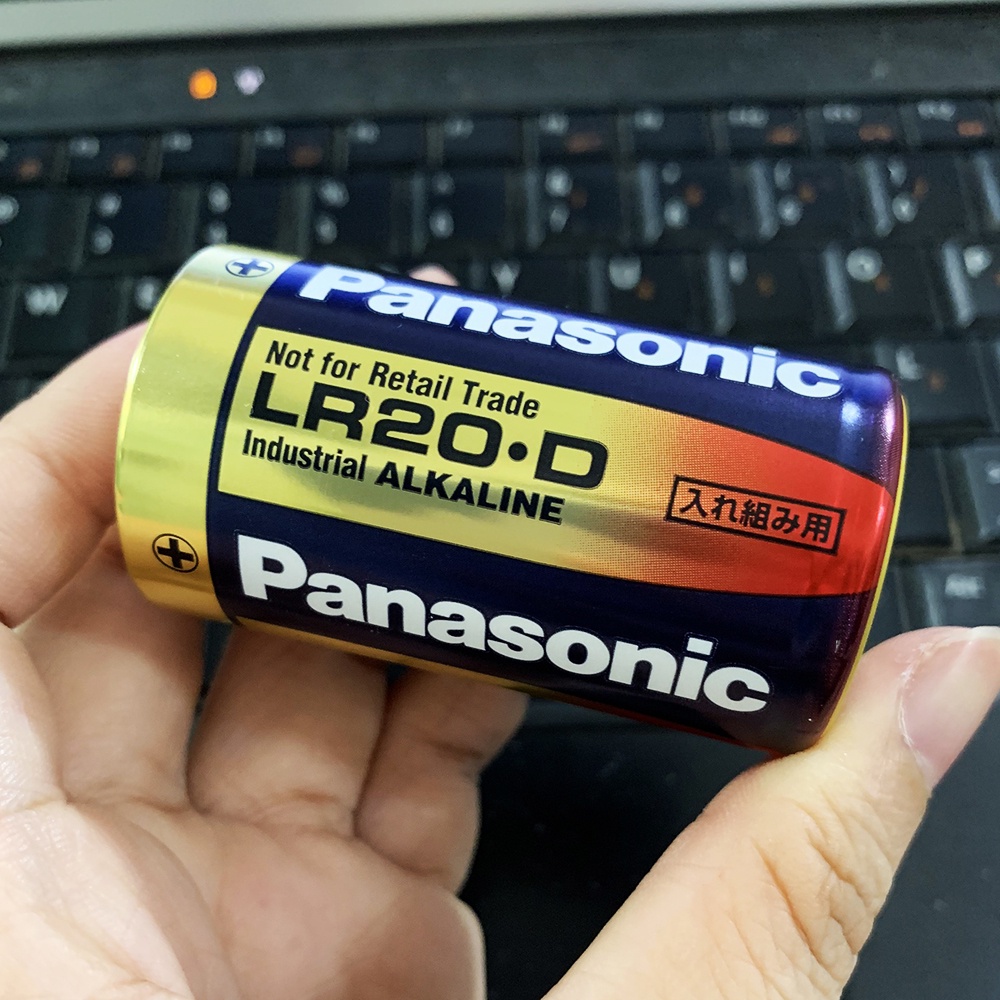 Panasonic
Not for Retail Trade
LR20•D
Industrial ALKALINE
入れ組み用
Panasonic
W
Y
U
I
O
L